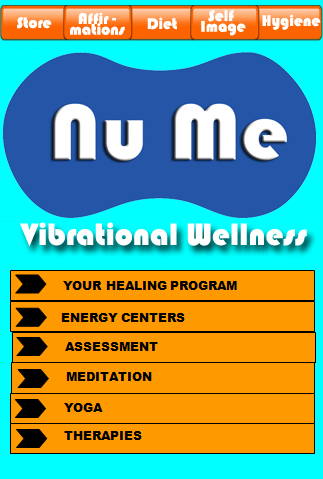 Store
Affir-
mations
Diet
Self
Image
Hygiene
Nu Me
Vibrational Wellness
YOUR HEALING PROGRAM
ENERGY CENTERS
ASSESSMENT
MEDITATION
YOGA
THERAPIES